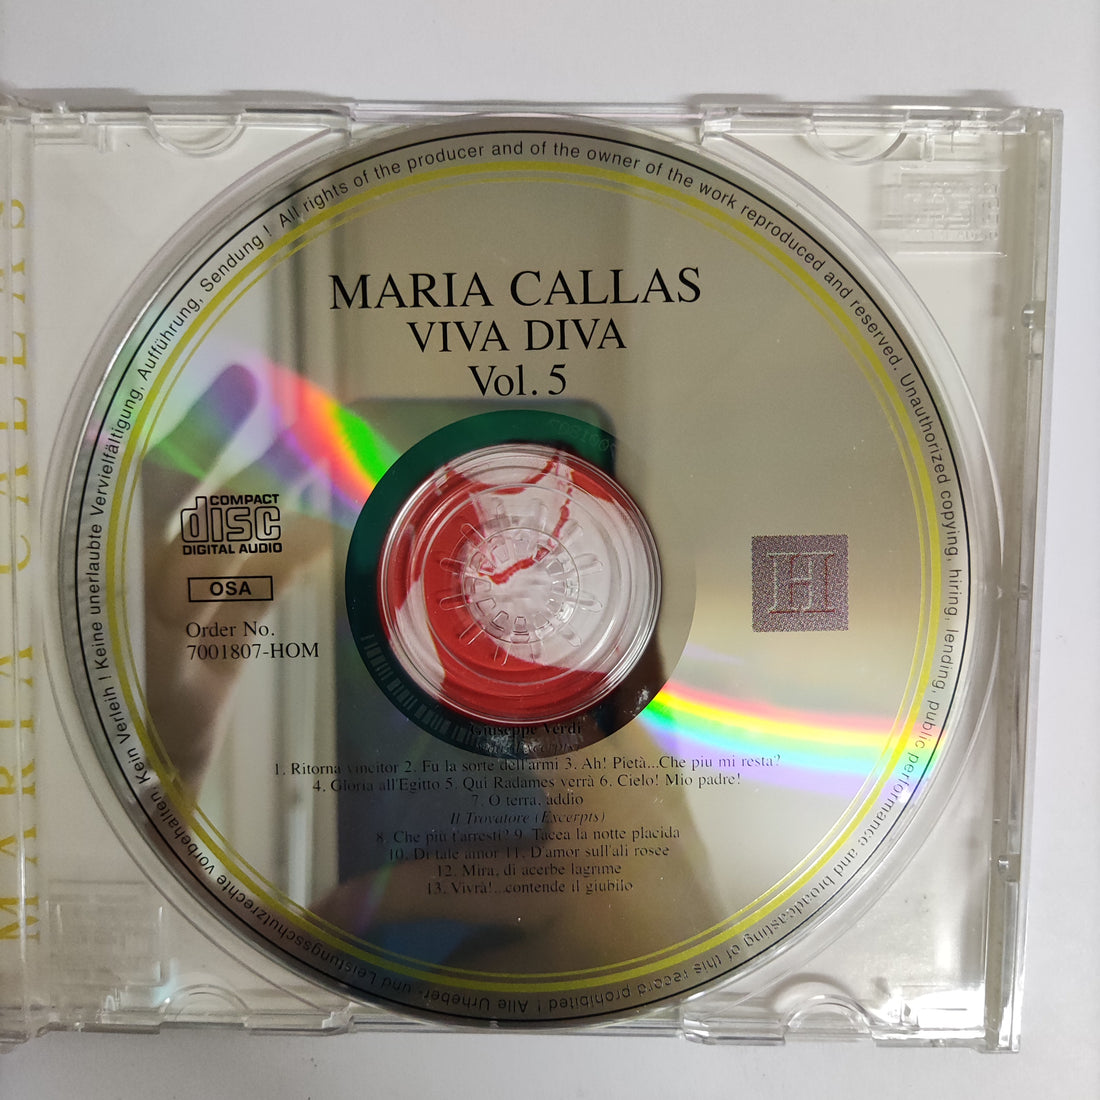 MARIA CALLAS
VIVA DIVA
Vol. 5
COMPACT
disc
DIGITAL AUDIO
OSA
Order No.
7001807-HOM
H
Giuseppe Verdi
1. Ritorna vincitor 2. Fu la sorte dell'armi 3. Ah! Pietà...Che piu mi resta?
4. Gloria all'Egitto 5. Qui Radames verrà 6. Cielo! Mio padre!
7. O terra, addio
Il Trovatore (Excerpts)
8. Che più t'arresti? 9. Tacea la notte placida
10. Di tale amor 11. D'amor sull'ali rosee
12. Mira, di acerbe lagrime
13. Vivrà!...contende il giubilo
All rights of the producer and of the owner of the work reproduced and reserved. Unauthorized copying, hiring, lending, public performance and broadcasting of this record prohibited ! Alle Urheber- und Leistungsschutzrechte vorbehalten. Kein Verleih ! Keine unerlaubte Vervielfältigung, Aufführung, Sendung !
MARIA CALLAS